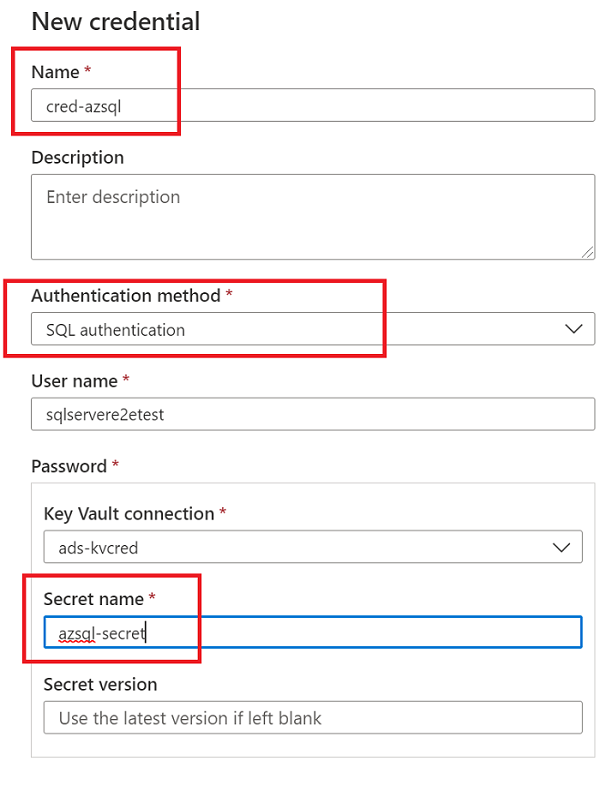 New credential
Name *
cred-azsql
Description
Enter description
Authentication method *
SQL authentication
User name *
sqlservere2etest
Password *
Key Vault connection *
ads-kvcred
Secret name *
azsql-secret
Secret version
Use the latest version if left blank